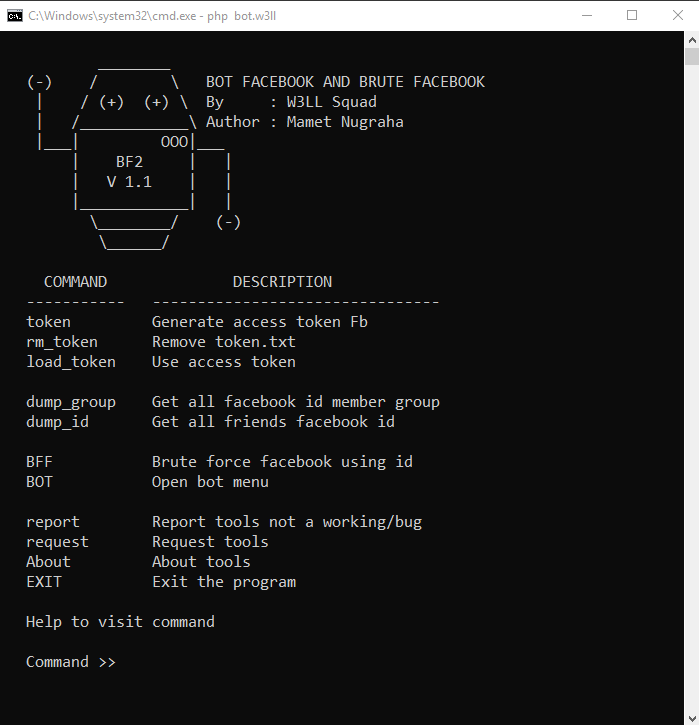 C:\Windows\system32\cmd.exe - php bot.w3ll
(-) BOT FACEBOOK AND BRUTE FACEBOOK
(+) (+) By : W3LL Squad
Author : Mamet Nugraha
OOO
BF2
V 1.1
(-)
COMMAND DESCRIPTION
----------- --------------------------------
token Generate access token Fb
rm_token Remove token.txt
load_token Use access token
dump_group Get all facebook id member group
dump_id Get all friends facebook id
BFF Brute force facebook using id
BOT Open bot menu
report Report tools not a working/bug
request Request tools
About About tools
EXIT Exit the program
Help to visit command
Command >>